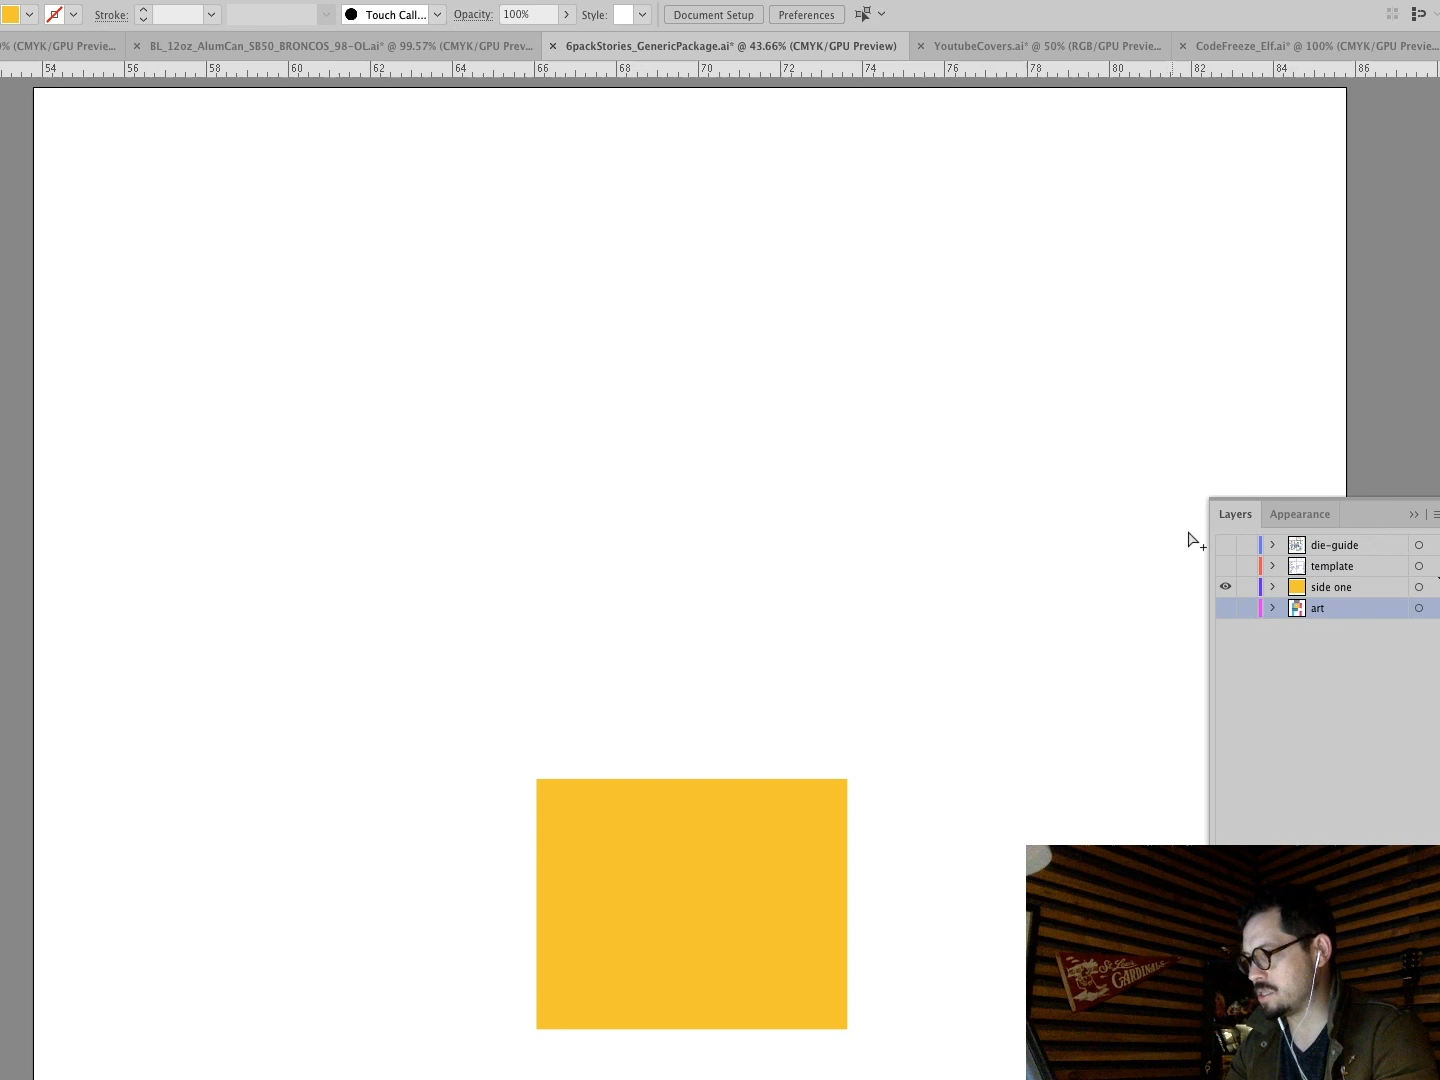 Stroke: Touch Call... Opacity: 100% Style: Document Setup Preferences
% (CMYK/GPU Previe... × BL_12oz_AlumCan_SB50_BRONCOS_98-OL.ai* @ 99.57% (CMYK/GPU Prev... × 6packStories_GenericPackage.ai* @ 43.66% (CMYK/GPU Preview) × YoutubeCovers.ai* @ 50% (RGB/GPU Previe... × CodeFreeze_Elf.ai* @ 100% (CMYK/GPU Previe...
54 56 58 60 62 64 66 68 70 72 74 76 78 80 82 84 86
Layers Appearance
die-guide
template
side one
art
St. Louis
CARDINALS